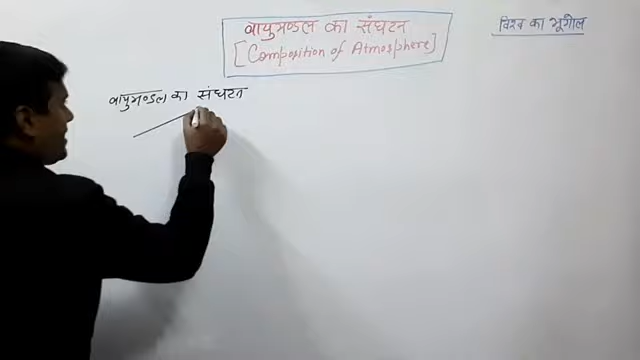 वायुमण्डल का संघटन
[Composition of Atmosphere]
विश्व का भूगोल
वायुमण्डल का संघटन